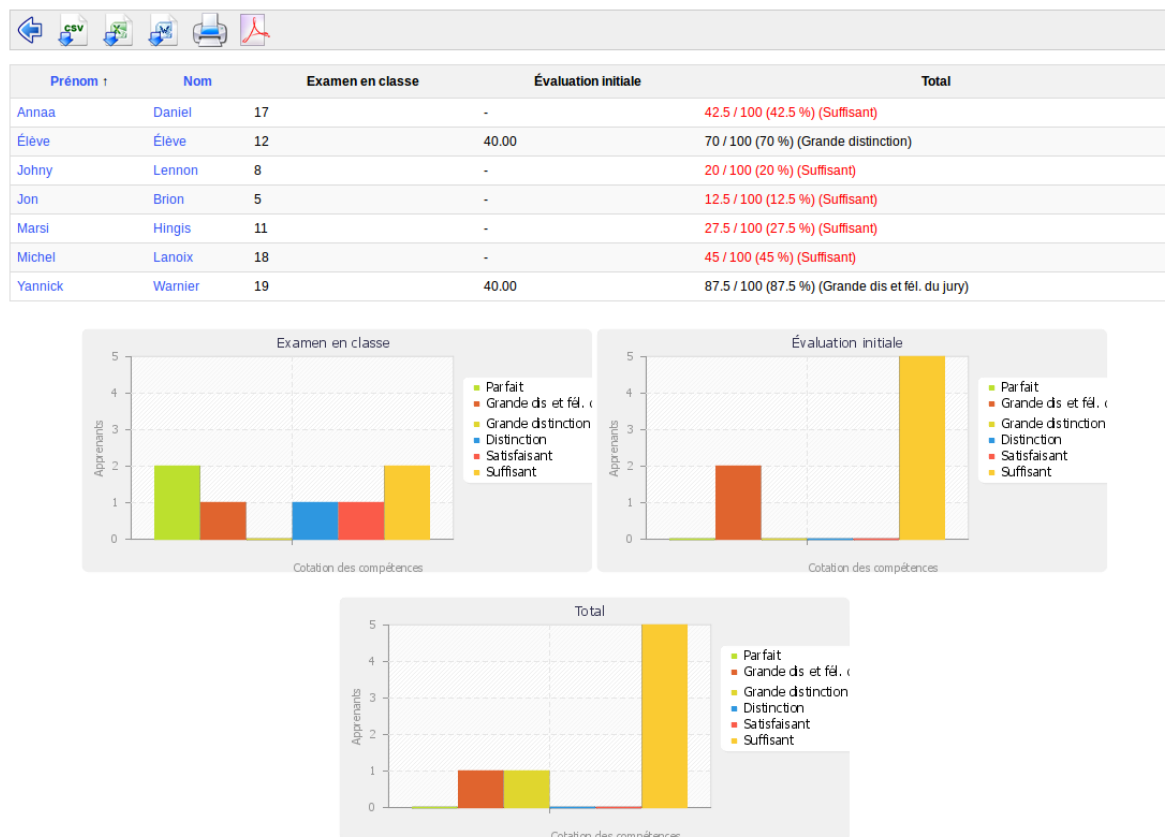 CSV
Prénom ↑ Nom Examen en classe Évaluation initiale Total
Annaa Daniel 17 - 42.5 / 100 (42.5 %) (Suffisant)
Élève Élève 12 40.00 70 / 100 (70 %) (Grande distinction)
Johny Lennon 8 - 20 / 100 (20 %) (Suffisant)
Jon Brion 5 - 12.5 / 100 (12.5 %) (Suffisant)
Marsi Hingis 11 - 27.5 / 100 (27.5 %) (Suffisant)
Michel Lanoix 18 - 45 / 100 (45 %) (Suffisant)
Yannick Warnier 19 40.00 87.5 / 100 (87.5 %) (Grande dis et fél. du jury)
Examen en classe
5
4
3
2
1
0
Apprenants
Parfait
Grande dis et fél.
Grande distinction
Distinction
Satisfaisant
Suffisant
Cotation des compétences
Évaluation initiale
5
4
3
2
1
0
Apprenants
Parfait
Grande dis et fél.
Grande distinction
Distinction
Satisfaisant
Suffisant
Cotation des compétences
Total
5
4
3
2
1
0
Apprenants
Parfait
Grande dis et fél.
Grande distinction
Distinction
Satisfaisant
Suffisant
Cotation des compétences